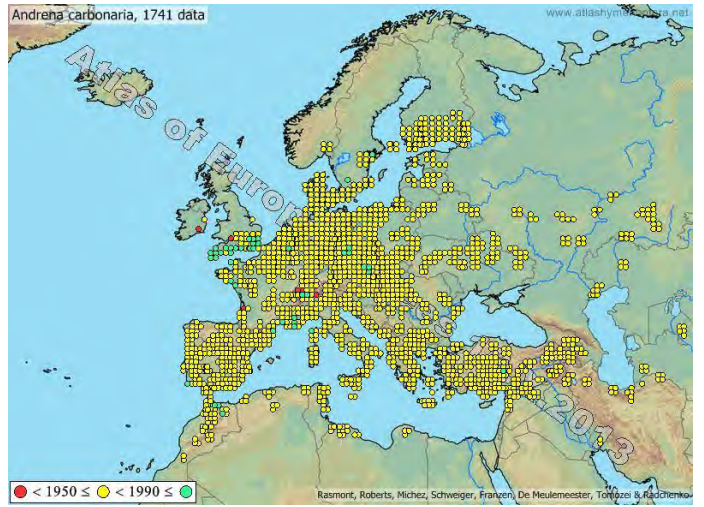 Andrena carbonaria, 1741 data
www.atlashymenoptera.net
Atlas of Europ
2013
< 1950 ≤ < 1990 ≤
Rasmont, Roberts, Michez, Schweiger, Franzen, De Meulemeester, Tomozei & Radchenko